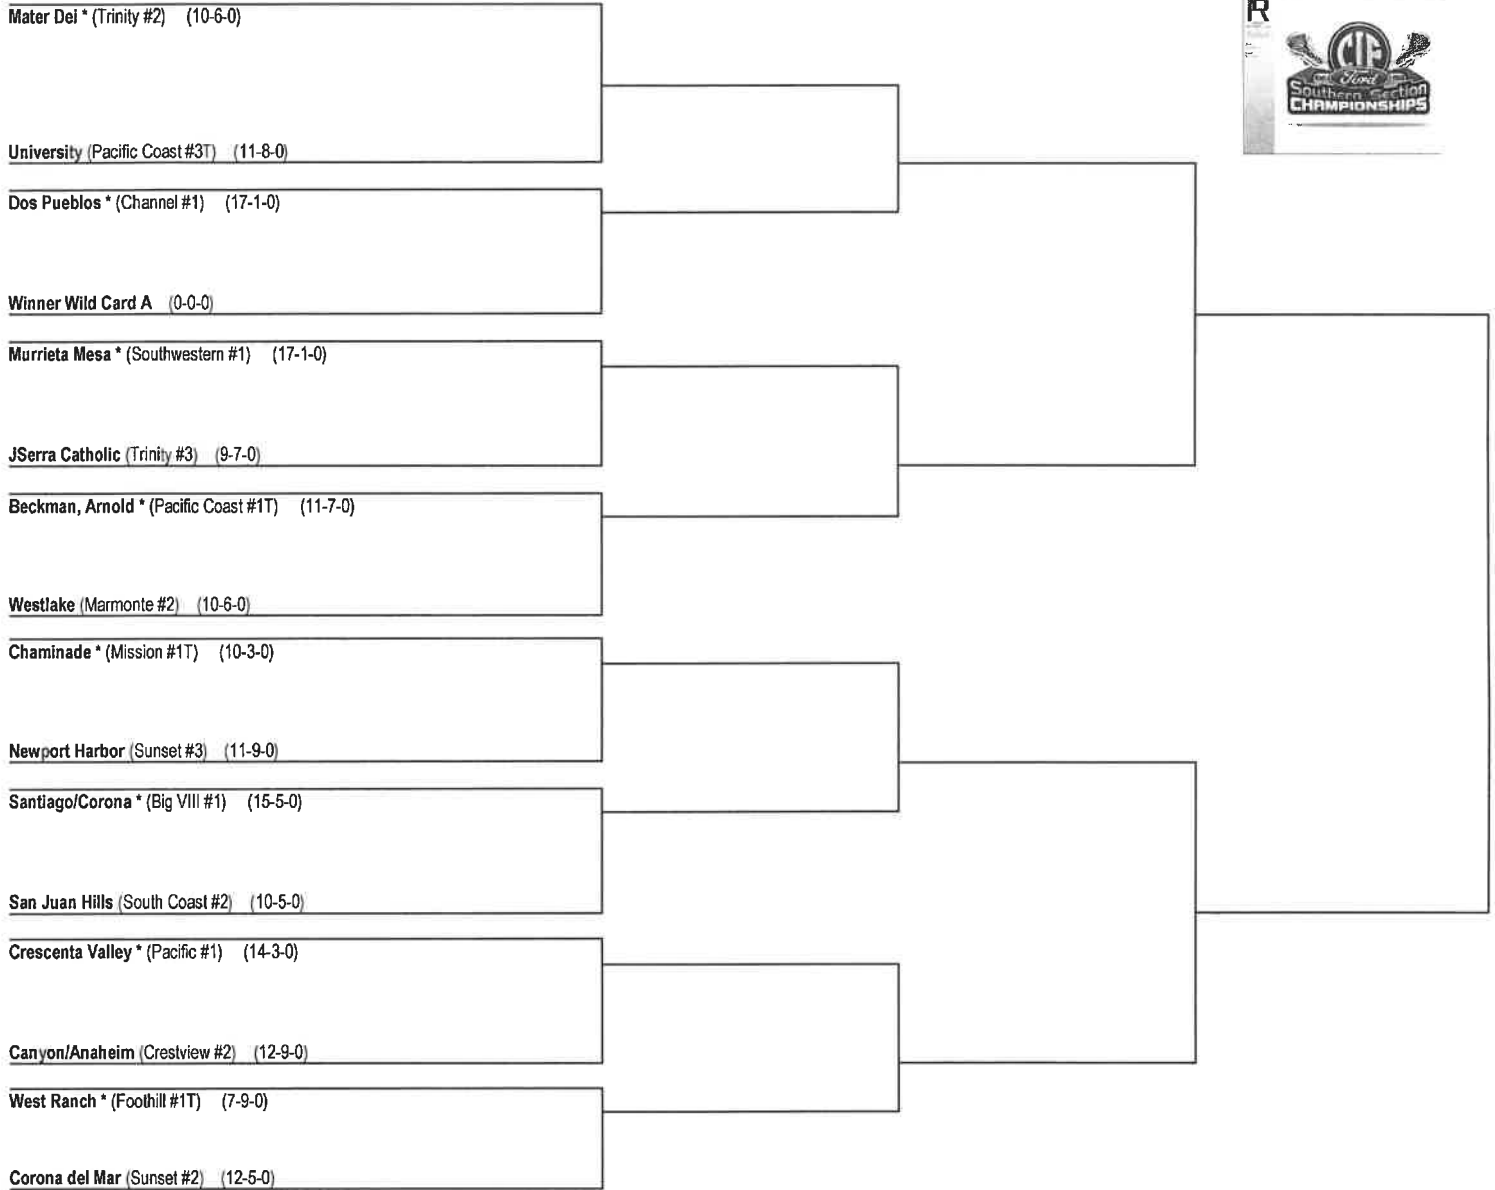 Mater Dei * (Trinity #2) (10-6-0)
R
CIF
Ford
Southern Section
CHAMPIONSHIPS
University (Pacific Coast #3T) (11-8-0)
Dos Pueblos * (Channel #1) (17-1-0)
Winner Wild Card A (0-0-0)
Murrieta Mesa * (Southwestern #1) (17-1-0)
JSerra Catholic (Trinity #3) (9-7-0)
Beckman, Arnold * (Pacific Coast #1T) (11-7-0)
Westlake (Marmonte #2) (10-6-0)
Chaminade * (Mission #1T) (10-3-0)
Newport Harbor (Sunset #3) (11-9-0)
Santiago/Corona * (Big VIII #1) (15-5-0)
San Juan Hills (South Coast #2) (10-5-0)
Crescenta Valley * (Pacific #1) (14-3-0)
Canyon/Anaheim (Crestview #2) (12-9-0)
West Ranch * (Foothill #1T) (7-9-0)
Corona del Mar (Sunset #2) (12-5-0)